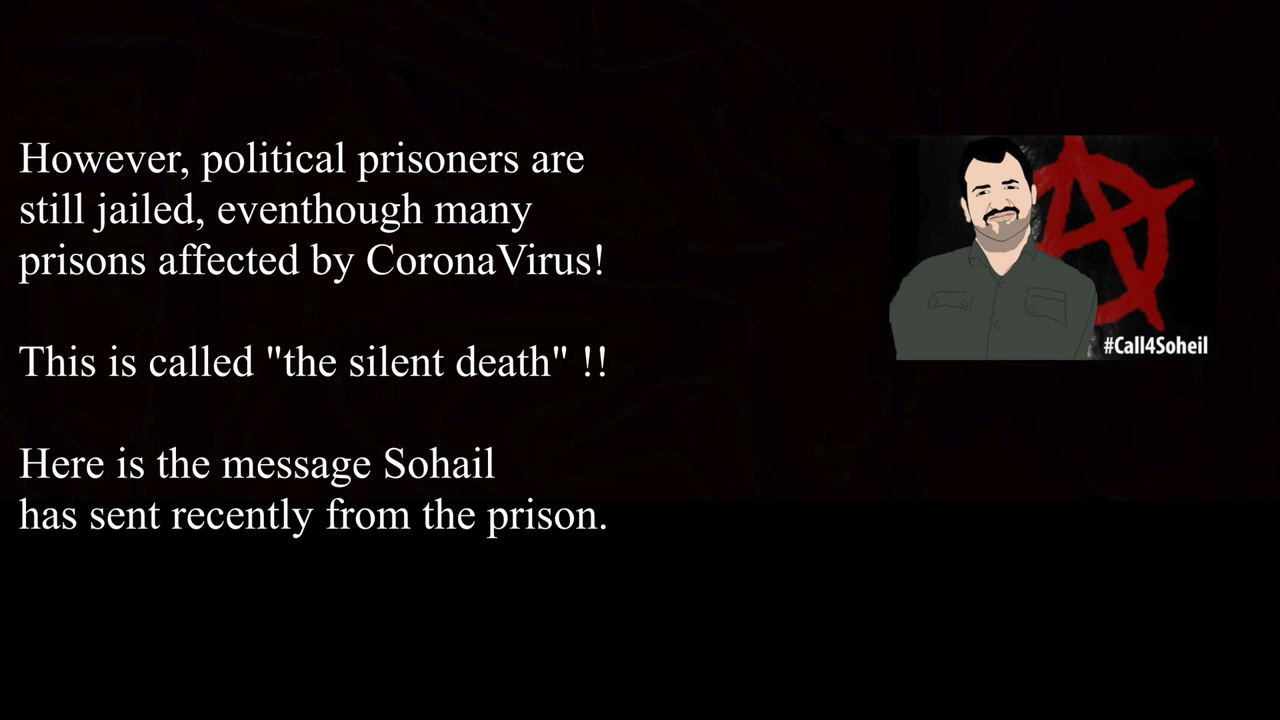 However, political prisoners are
still jailed, eventhough many
prisons affected by CoronaVirus!
This is called "the silent death" !!
Here is the message Sohail
has sent recently from the prison.
#Call4Soheil